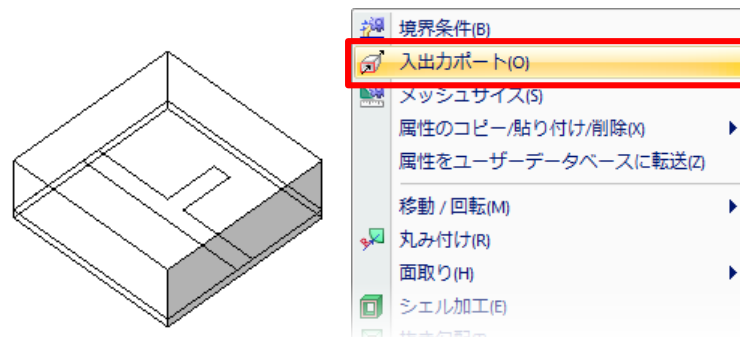 境界条件(B)
入出力ポート(O)
メッシュサイズ(S)
属性のコピー/貼り付け/削除(X)
属性をユーザーデータベースに転送(Z)
移動 / 回転(M)
丸み付け(R)
面取り(H)
シェル加工(E)